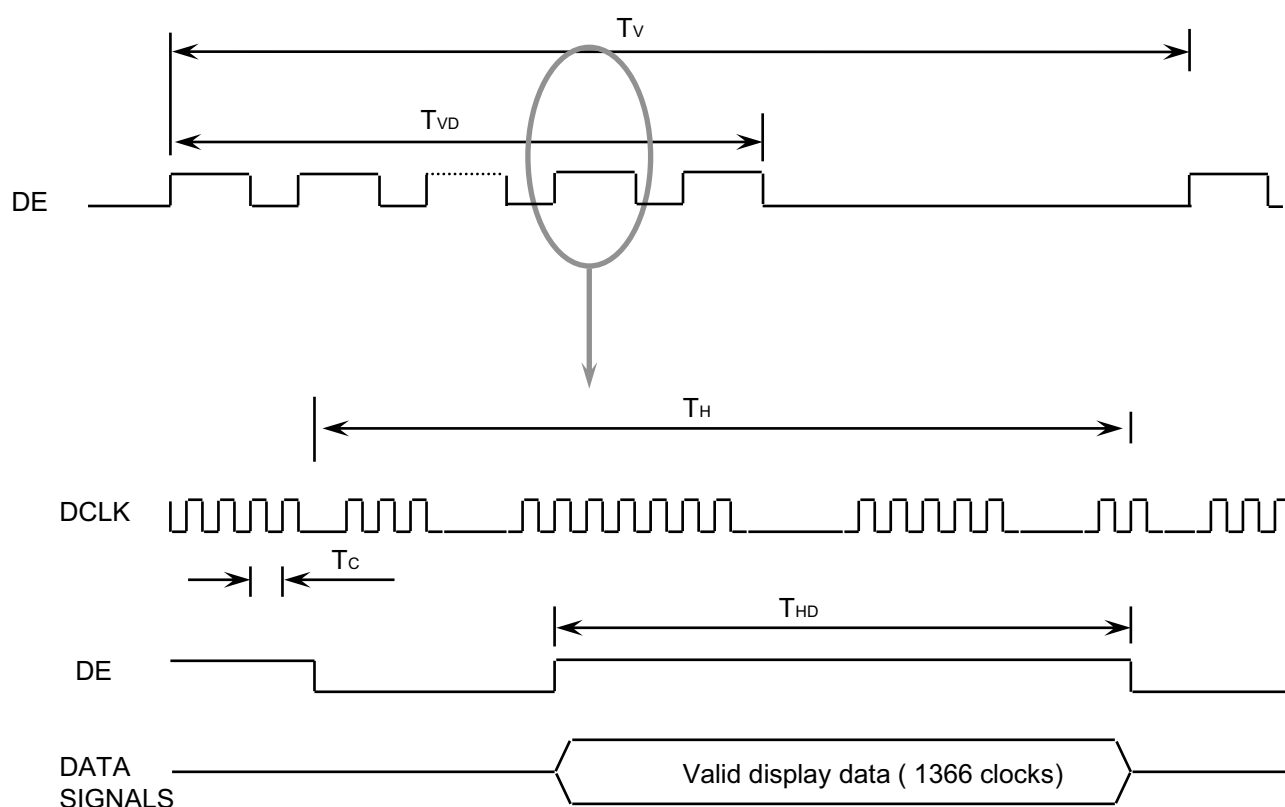 TV
TVD
DE
TH
DCLK
TC
THD
DE
DATA
SIGNALS
Valid display data ( 1366 clocks)